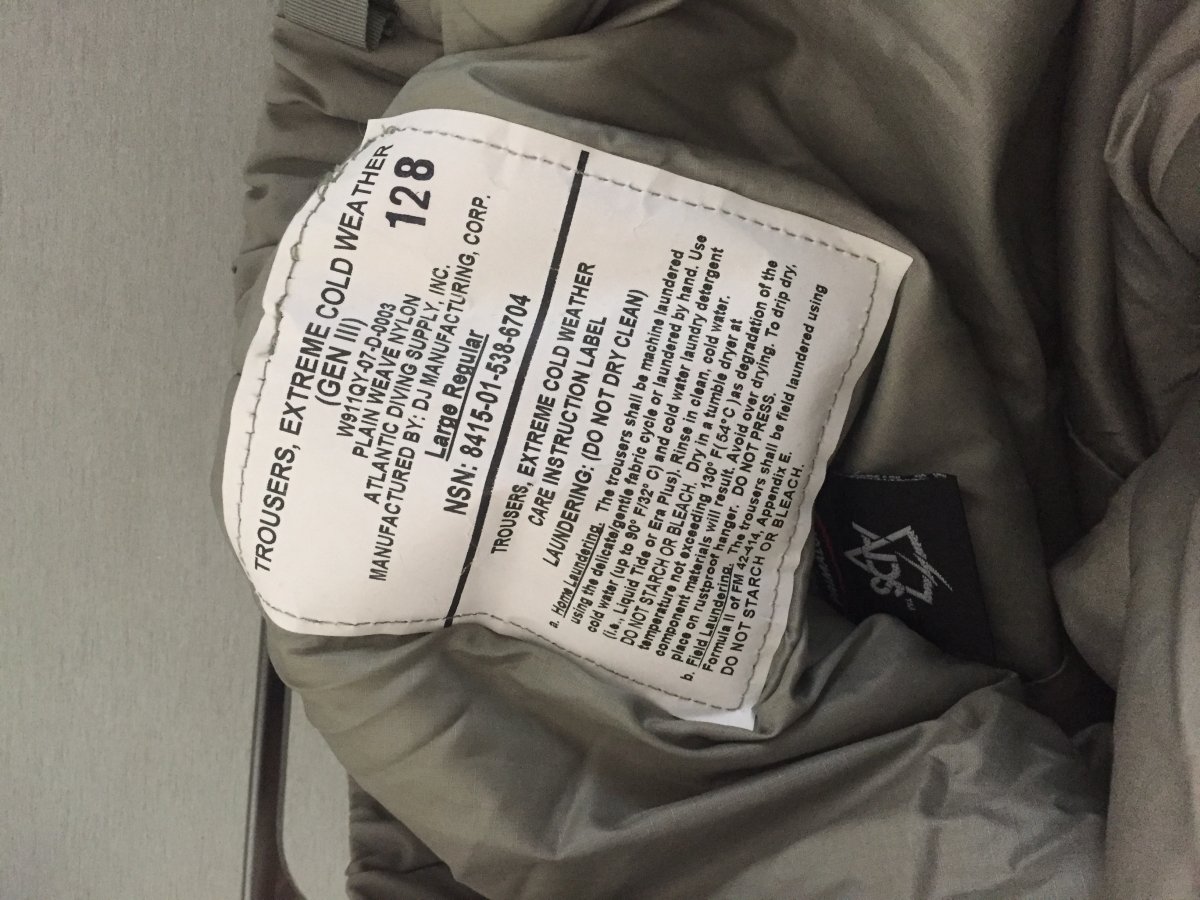 TROUSERS, EXTREME COLD WEATHER
(GEN III)
128
W911QY-07-D-0003
PLAIN WEAVE NYLON
ATLANTIC DIVING SUPPLY, INC.
MANUFACTURED BY: DJ MANUFACTURING, CORP.
Large Regular
NSN: 8415-01-538-6704
TROUSERS, EXTREME COLD WEATHER
CARE INSTRUCTION LABEL
LAUNDERING: (DO NOT DRY CLEAN)
a. Home Laundering. The trousers shall be machine laundered
using the delicate/gentle fabric cycle or laundered by hand. Use
cold water (up to 90° F/32° C) and cold water laundry detergent
(i.e., Liquid Tide or Era Plus). Rinse in clean, cold water.
DO NOT STARCH OR BLEACH. Dry in a tumble dryer at
temperature not exceeding 130° F( 54°C )as degradation of the
component materials will result. Avoid over drying. To drip dry,
place on rustproof hanger. DO NOT PRESS.
b. Field Laundering. The trousers shall be field laundered using
Formula II of FM 42-414, Appendix E.
DO NOT STARCH OR BLEACH.